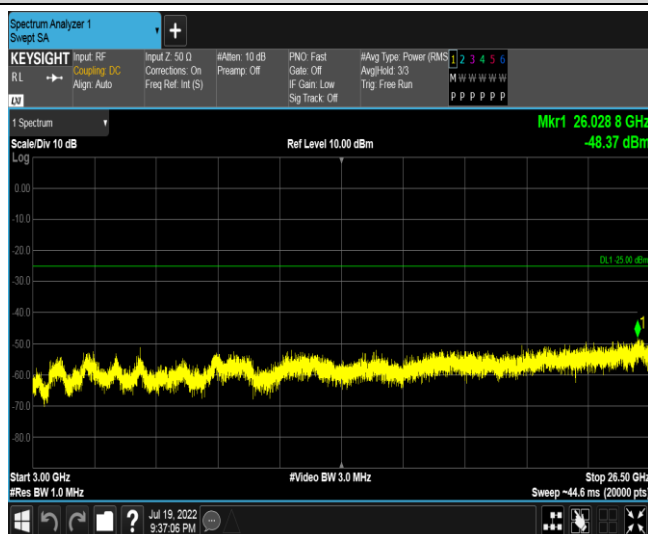 Spectrum Analyzer 1
Swept SA
KEYSIGHT
RL
Input: RF
Coupling: DC
Align: Auto
Input Z: 50 Ω
Corrections: On
Freq Ref: Int (S)
#Atten: 10 dB
Preamp: Off
PNO: Fast
Gate: Off
IF Gain: Low
Sig Track: Off
#Avg Type: Power (RMS
Avg|Hold: 3/3
Trig: Free Run
1 2 3 4 5 6
M W W W W W
P P P P P P
LXI
1 Spectrum
Scale/Div 10 dB
Ref Level 10.00 dBm
Mkr1 26.028 8 GHz
-48.37 dBm
Log
0.00
-10.0
-20.0
DL1 -25.00 dBm
-30.0
-40.0
1
-50.0
-60.0
-70.0
-80.0
Start 3.00 GHz
#Video BW 3.0 MHz
Stop 26.50 GHz
#Res BW 1.0 MHz
Sweep ~44.6 ms (20000 pts)
?
Jul 19, 2022
9:37:06 PM